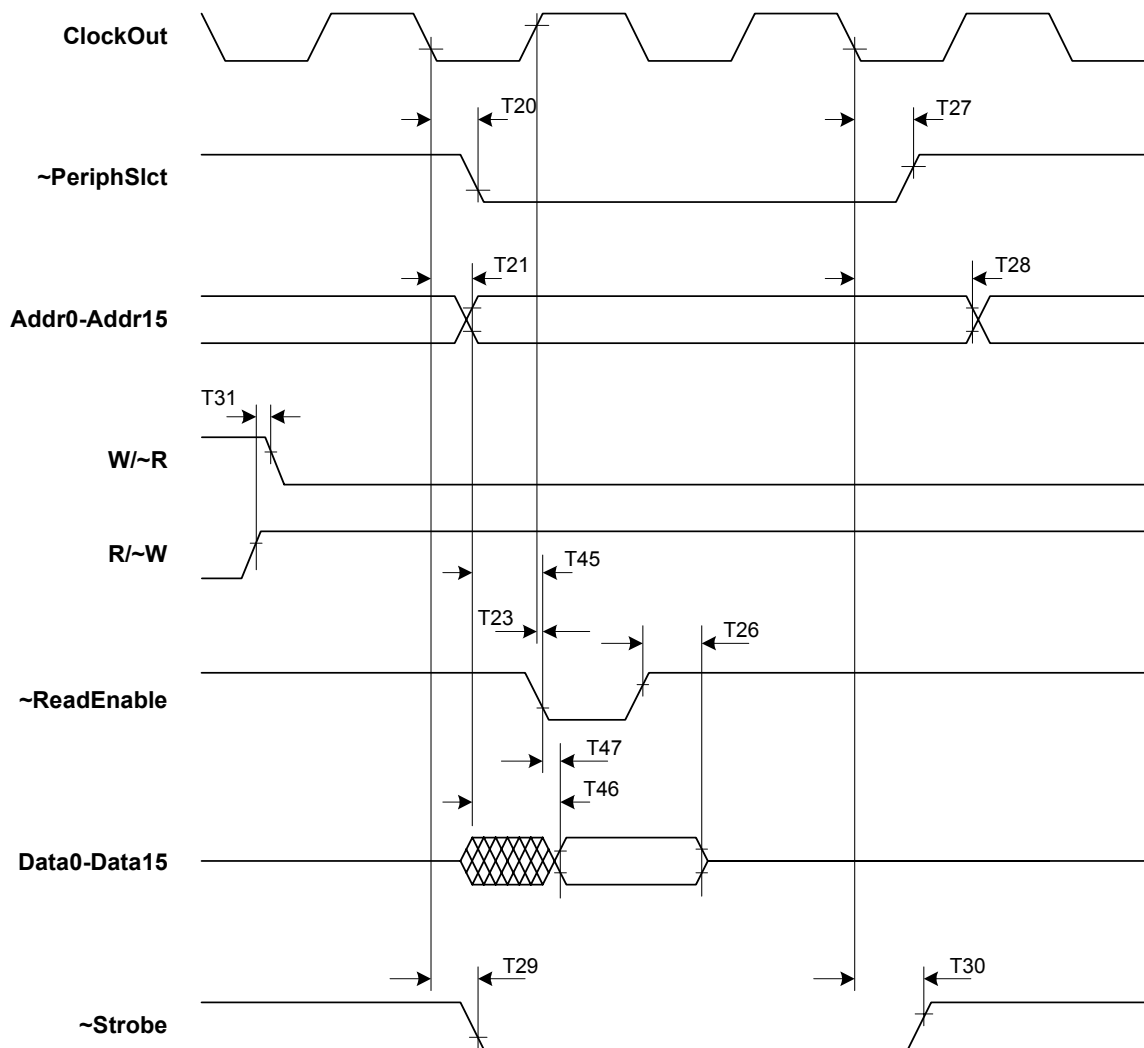 ClockOut
T20
T27
~PeriphSlct
T21
T28
Addr0-Addr15
T31
W/~R
R/~W
T45
T23
T26
~ReadEnable
T47
T46
Data0-Data15
T29
T30
~Strobe